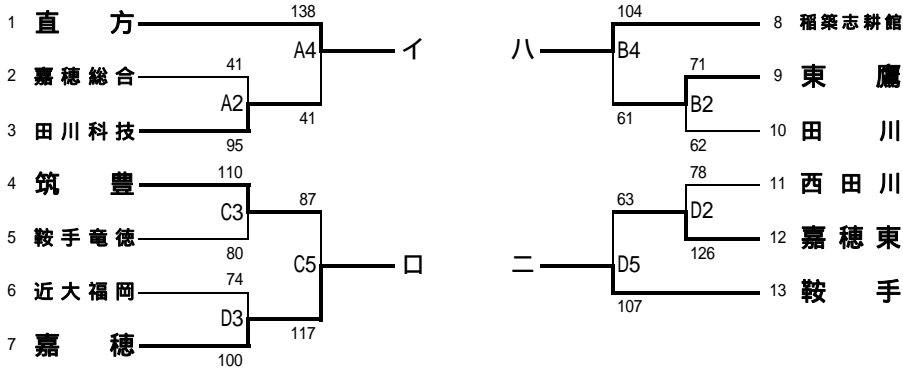 138
1 直方
A4
イ
41
2 嘉穂総合
A2
3 田川科技
95
41
110
4 筑豊
C3
87
5 鞍手竜徳
80
C5
ロ
74
6 近大福岡
D3
117
7 嘉穂
100
104
8 稲築志耕館
ハ
B4
71
9 東鷹
B2
61
10 田川
62
78
11 西田川
63
D2
12 嘉穂東
126
ニ
D5
13 鞍手
107